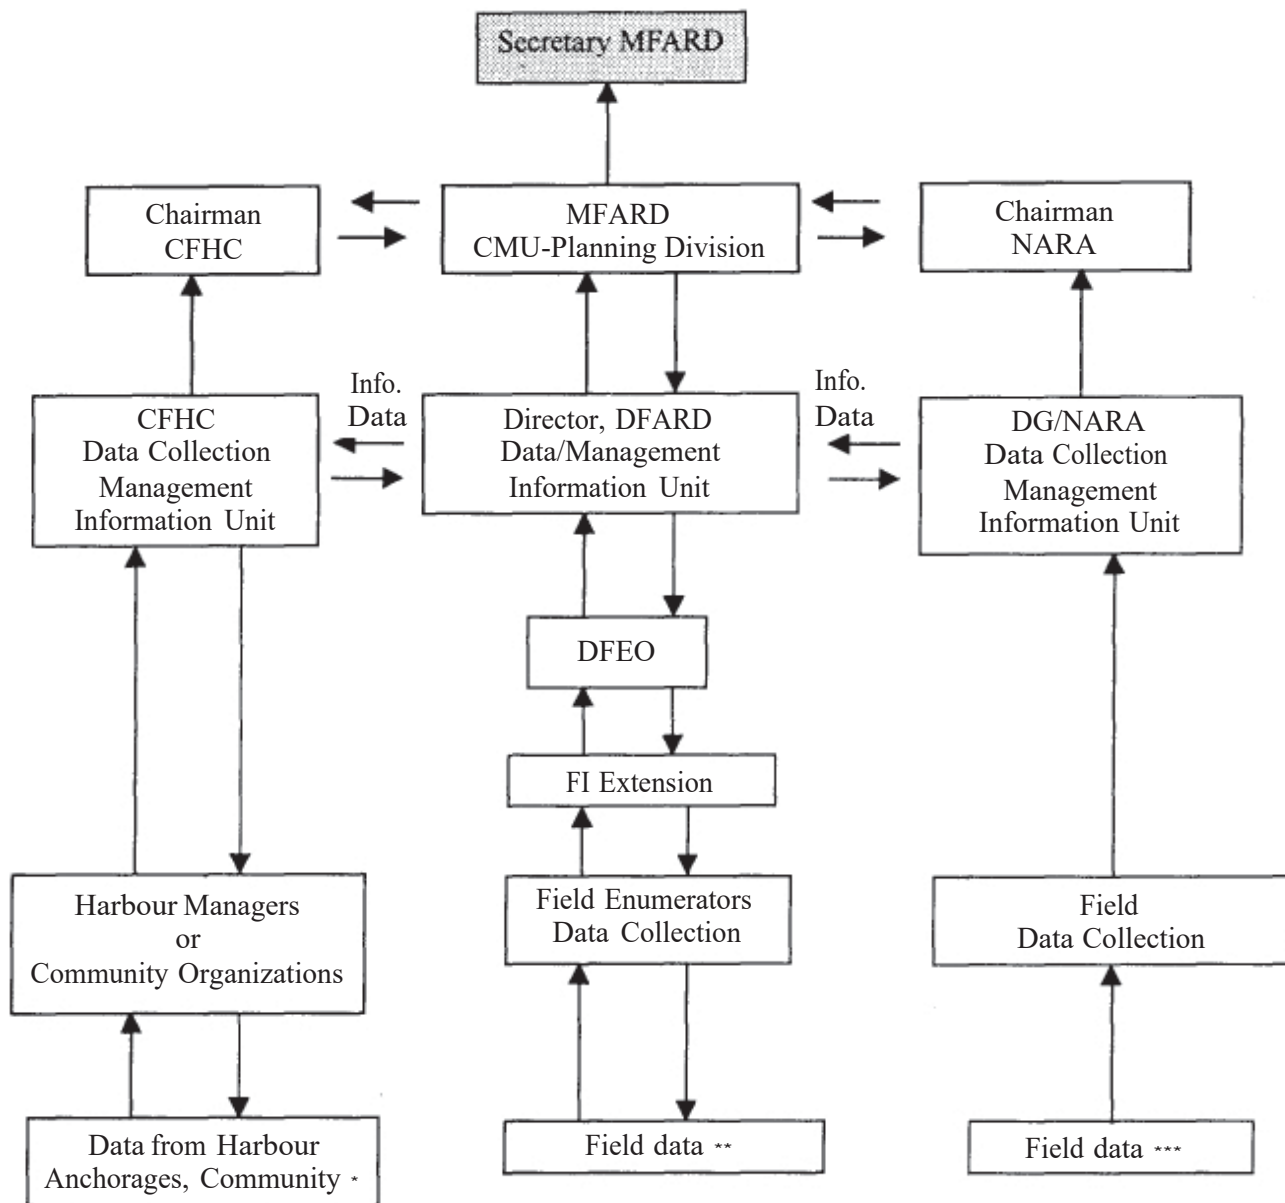 Secretary MFARD
Chairman
CFHC
MFARD
CMU-Planning Division
Chairman
NARA
Info.
Data
Info.
Data
CFHC
Data Collection
Management
Information Unit
Director, DFARD
Data/Management
Information Unit
DG/NARA
Data Collection
Management
Information Unit
DFEO
FI Extension
Harbour Managers
or
Community Organizations
Field Enumerators
Data Collection
Field
Data Collection
Data from Harbour
Anchorages, Community *
Field data **
Field data ***